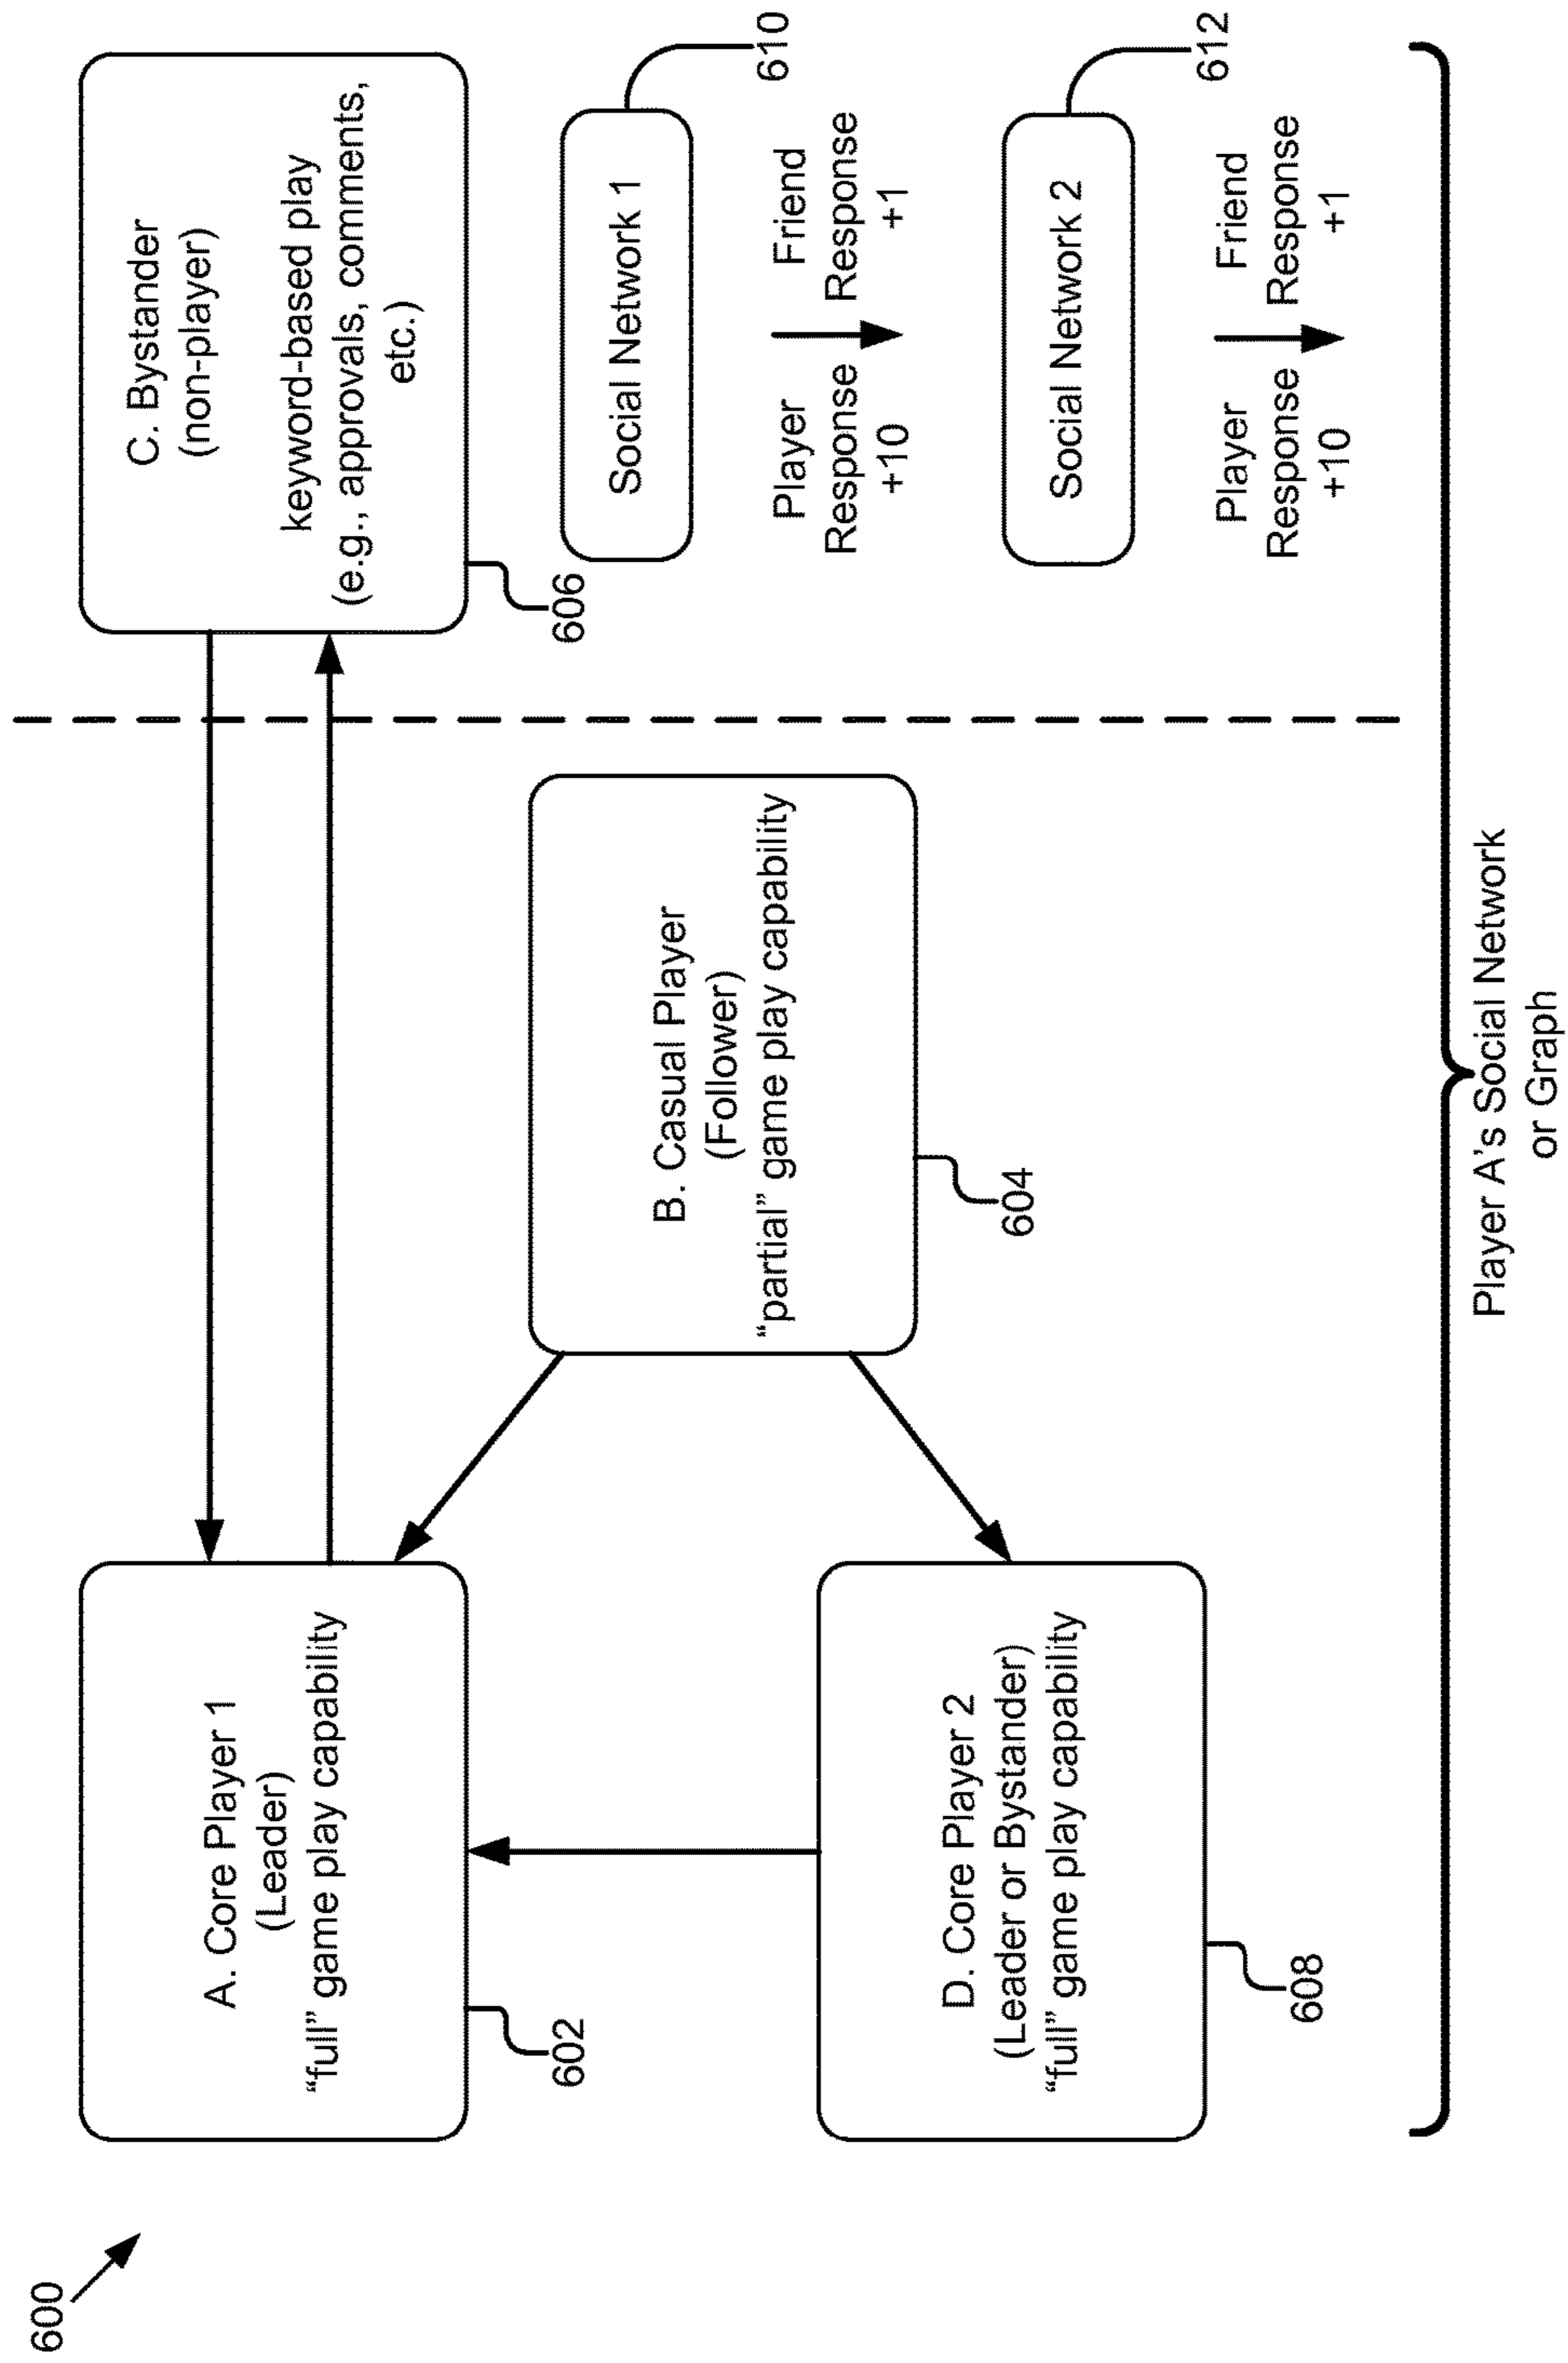 600
A. Core Player 1
(Leader)
“full” game play capability
602
C. Bystander
(non-player)
keyword-based play
(e.g., approvals, comments,
etc.)
606
B. Casual Player
(Follower)
“partial” game play capability
604
D. Core Player 2
(Leader or Bystander)
“full” game play capability
608
Social Network 1
610
Player
Response
+10
Friend
Response
+1
Social Network 2
612
Player
Response
+10
Friend
Response
+1
Player A’s Social Network
or Graph